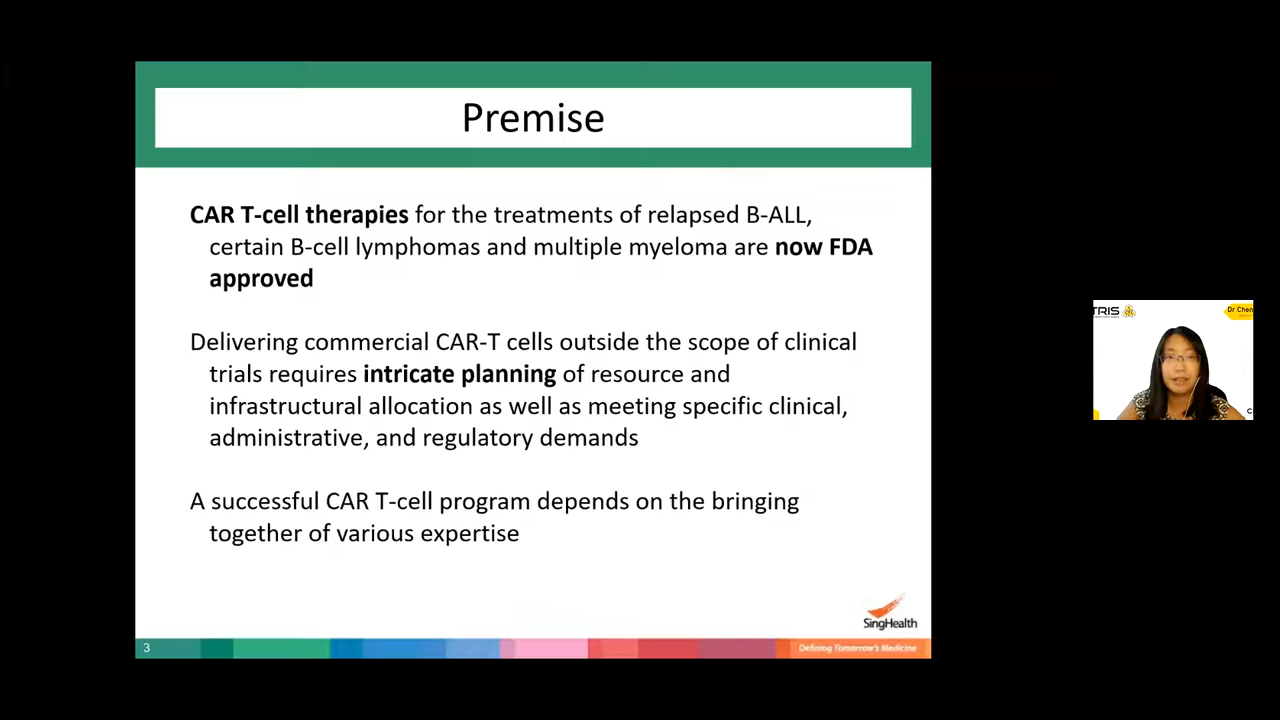 Premise
CAR T-cell therapies for the treatments of relapsed B-ALL,
certain B-cell lymphomas and multiple myeloma are now FDA
approved
Delivering commercial CAR-T cells outside the scope of clinical
trials requires intricate planning of resource and
infrastructural allocation as well as meeting specific clinical,
administrative, and regulatory demands
A successful CAR T-cell program depends on the bringing
together of various expertise
SingHealth
3
Defining Tomorrow's Medicine
TRIS
Dr Chen